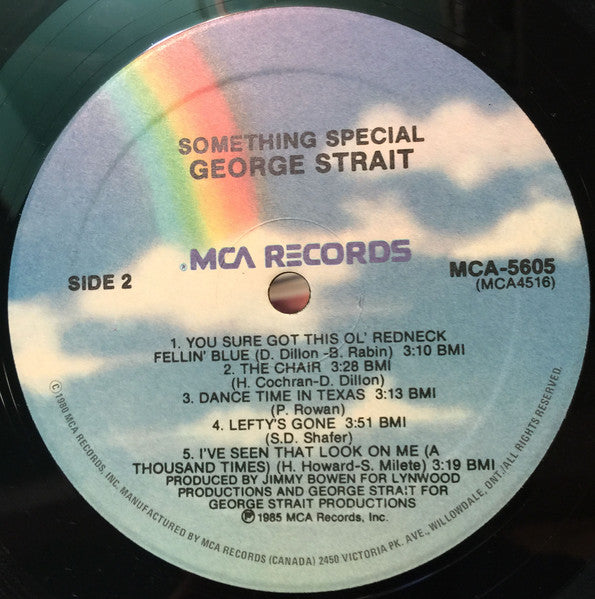 SOMETHING SPECIAL
GEORGE STRAIT
MCA RECORDS
SIDE 2
MCA-5605
(MCA4516)
1. YOU SURE GOT THIS OL' REDNECK
FELLIN' BLUE (D. Dillon -B. Rabin) 3:10 BMI
2. THE CHAIR 3:28 BMI
(H. Cochran-D. Dillon)
3. DANCE TIME IN TEXAS 3:13 BMI
(P. Rowan)
4. LEFTY'S GONE 3:51 BMI
(S.D. Shafer)
5. I'VE SEEN THAT LOOK ON ME (A
THOUSAND TIMES) (H. Howard-S. Milete) 3:19 BMI
PRODUCED BY JIMMY BOWEN FOR LYNWOOD
PRODUCTIONS AND GEORGE STRAIT FOR
GEORGE STRAIT PRODUCTIONS
℗1985 MCA Records, Inc.
©1980 MCA RECORDS, INC. MANUFACTURED BY MCA RECORDS (CANADA) 2450 VICTORIA PK. AVE., WILLOWDALE, ONT./ALL RIGHTS RESERVED.